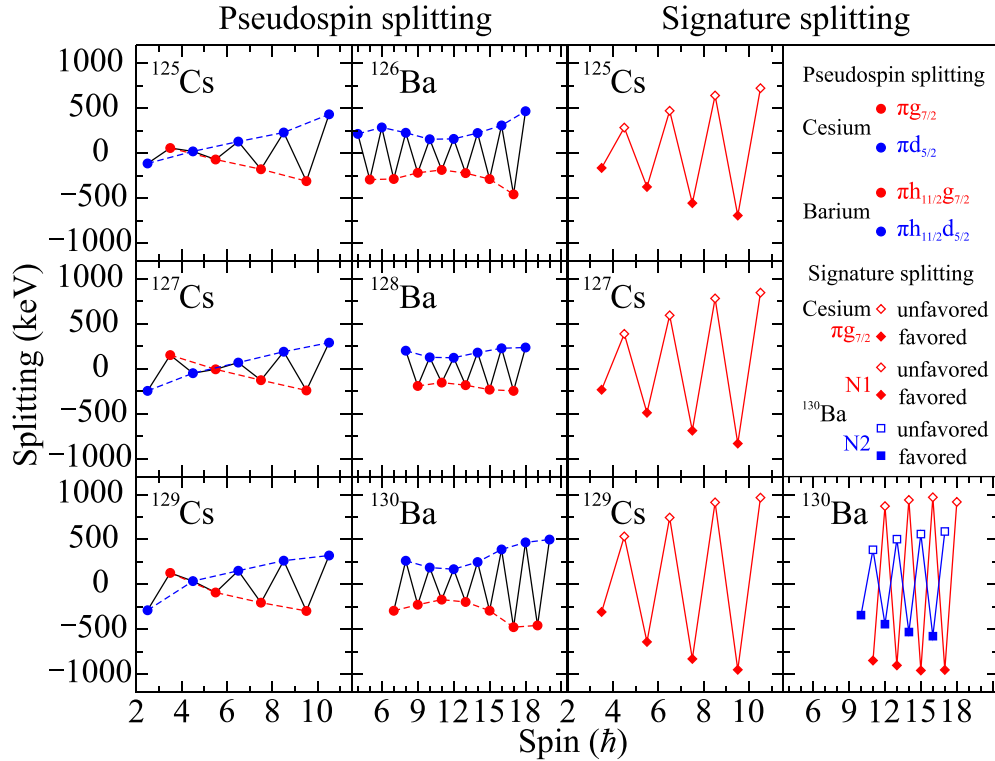 Pseudospin splitting
Signature splitting
Splitting (keV)
1000
500
0
−500
−1000
¹²⁵Cs
¹²⁶Ba
¹²⁵Cs
Pseudospin splitting
Cesium
πg₇/₂
πd₅/₂
Barium
πh₁₁/₂g₇/₂
πh₁₁/₂d₅/₂
1000
500
0
−500
−1000
¹²⁷Cs
¹²⁸Ba
¹²⁷Cs
Signature splitting
Cesium
πg₇/₂
unfavored
favored
¹³⁰Ba
N1
unfavored
favored
N2
unfavored
favored
1000
500
0
−500
−1000
¹²⁹Cs
¹³⁰Ba
¹²⁹Cs
¹³⁰Ba
2 4 6 8 10
6 9 12 15 18
2 4 6 8 10
6 9 12 15 18
Spin (ħ)